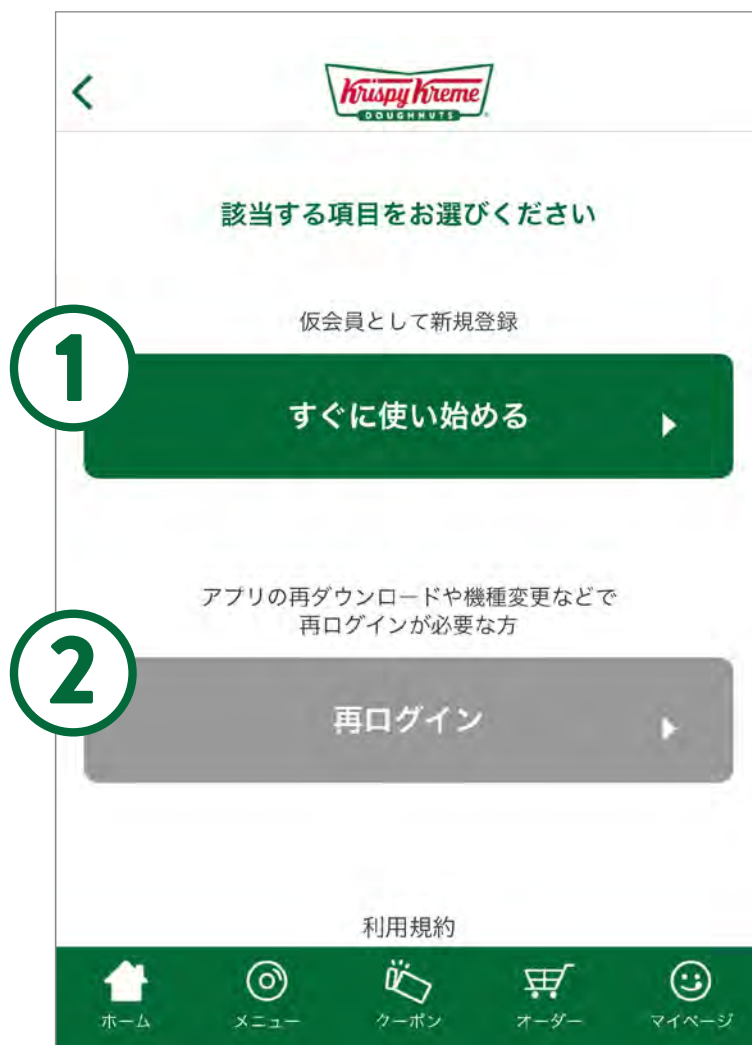 Krispy Kreme
DOUGHNUTS
該当する項目をお選びください
仮会員として新規登録
1
すぐに使い始める
アプリの再ダウンロードや機種変更などで
再ログインが必要な方
2
再ログイン
利用規約
ホーム メニュー クーポン オーダー マイページ